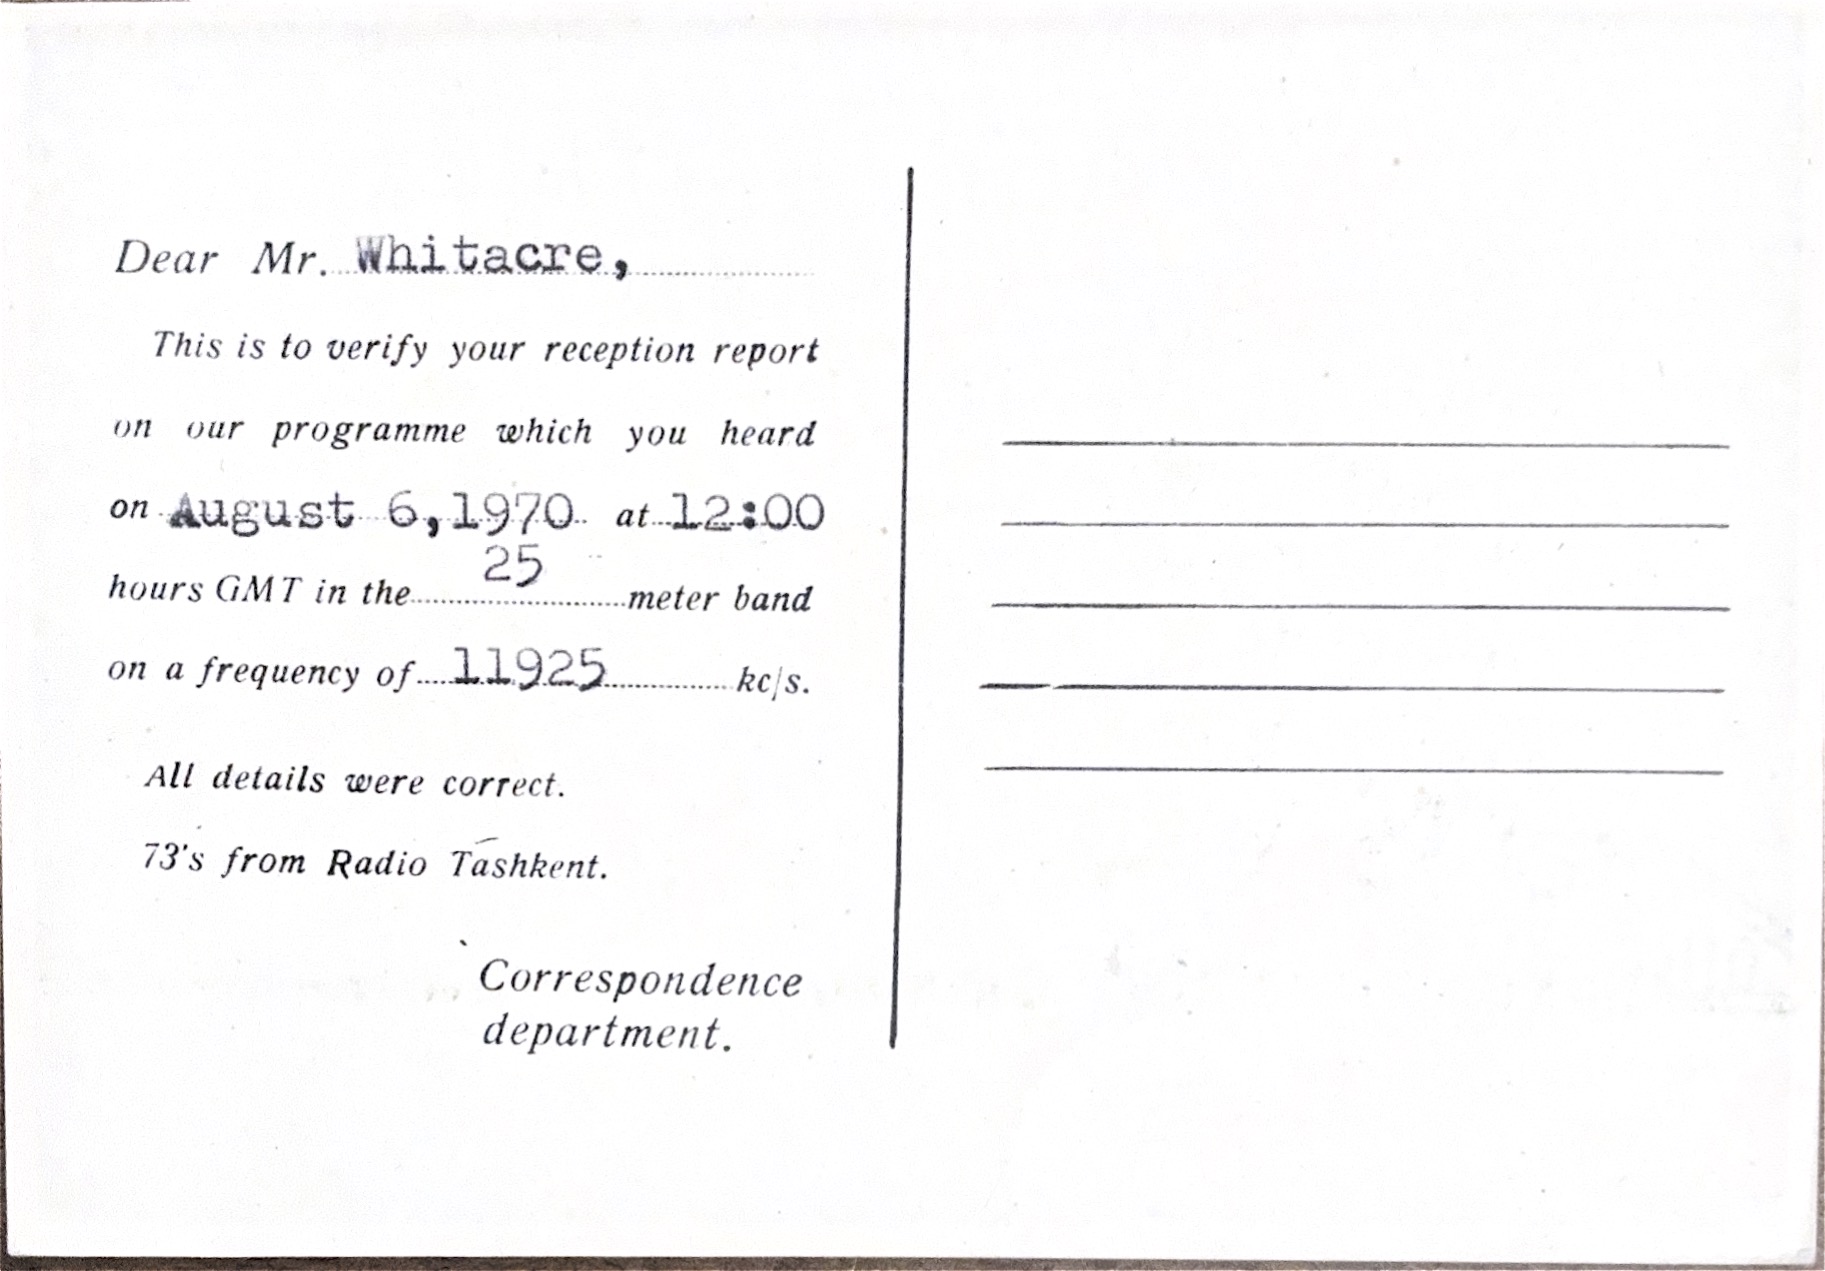 Dear Mr. Whitacre,
This is to verify your reception report
on our programme which you heard
on August 6,1970 at 12:00
hours GMT in the 25 meter band
on a frequency of 11925 kc/s.
All details were correct.
73's from Radio Tashkent.
Correspondence
department.